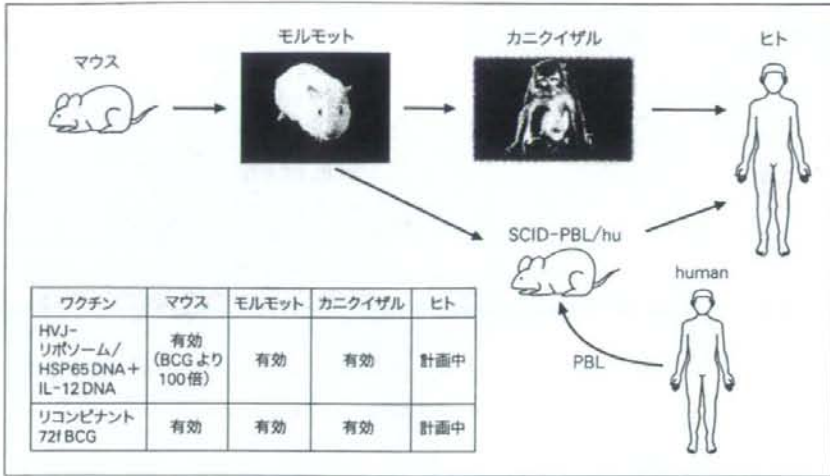 マウス
モルモット
カニクイザル
ヒト
SCID-PBL/hu
human
PBL
ワクチン マウス モルモット カニクイザル ヒト
HVJ-
リポソーム/
HSP65 DNA+
IL-12 DNA
有効
(BCGより
100倍)
有効
有効
計画中
リコンビナント
72f BCG
有効
有効
有効
計画中